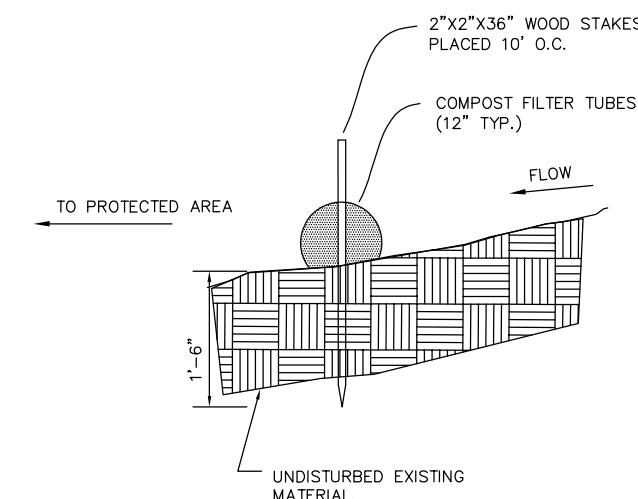 2"X2"X36" WOOD STAKES
PLACED 10' O.C.
COMPOST FILTER TUBES
(12" TYP.)
FLOW
TO PROTECTED AREA
1'-6"
UNDISTURBED EXISTING
MATERIAL